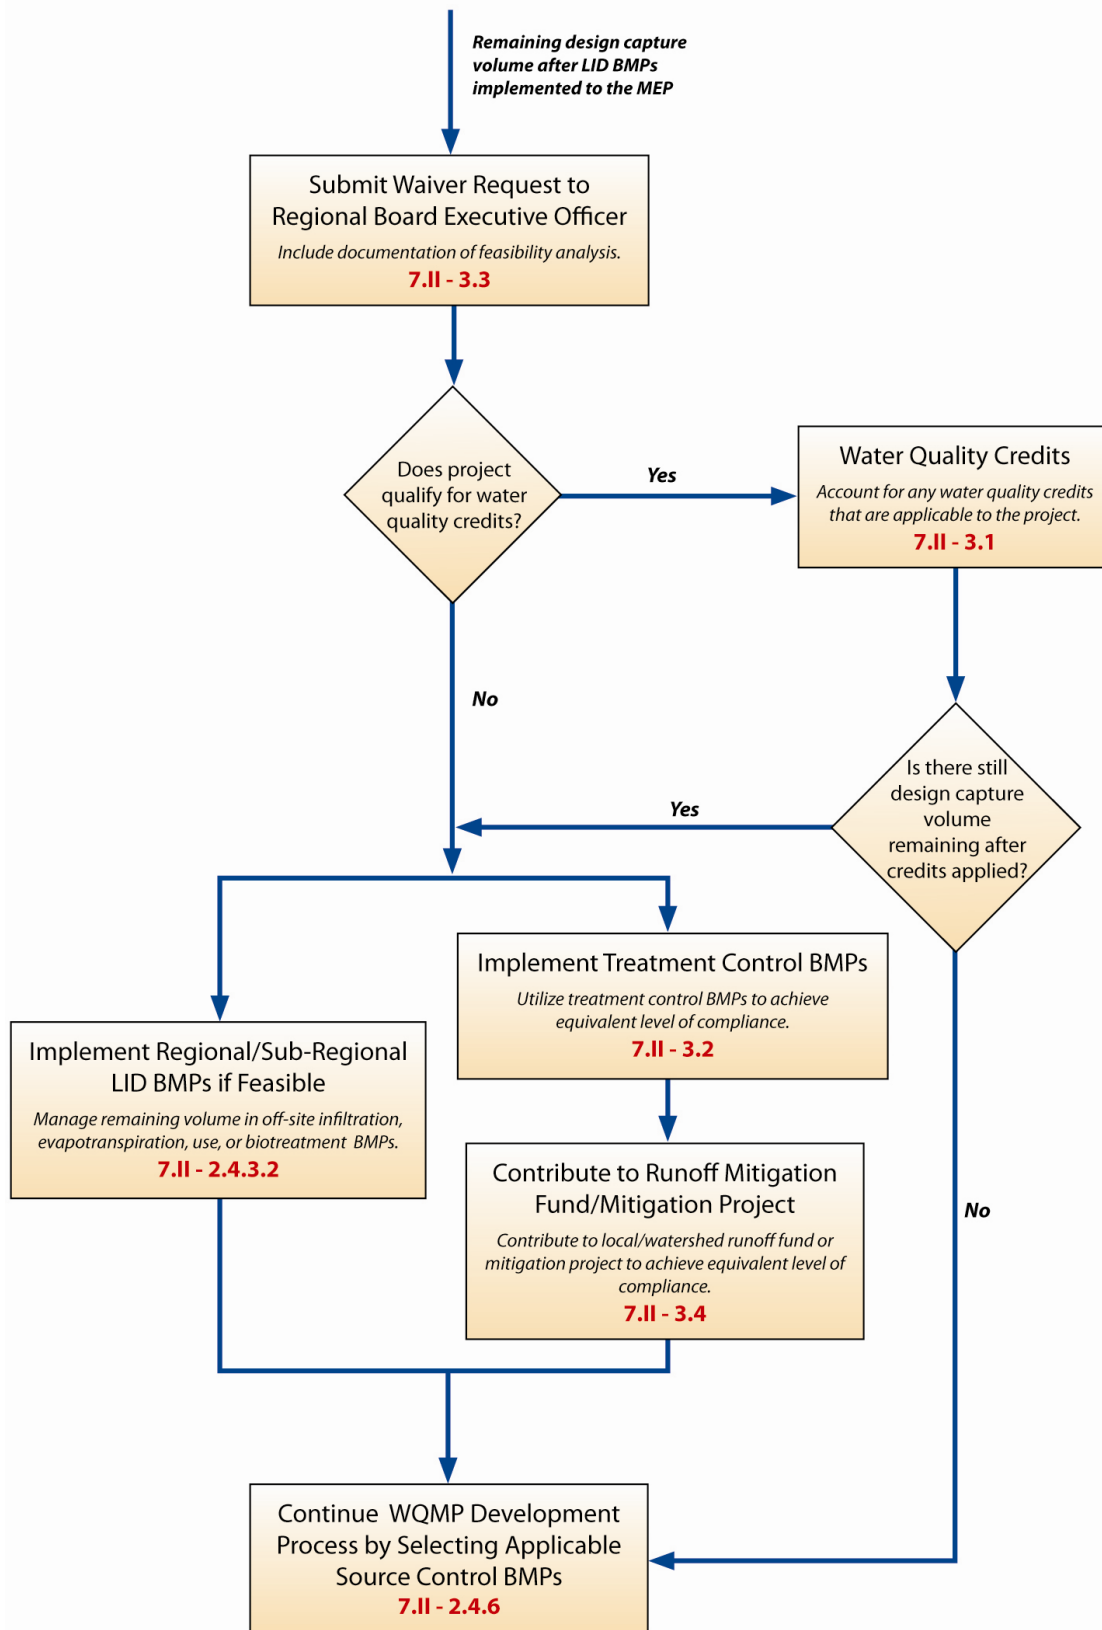 Remaining design capture
volume after LID BMPs
implemented to the MEP
Submit Waiver Request to
Regional Board Executive Officer
Include documentation of feasibility analysis.
7.II - 3.3
Does project
qualify for water
quality credits?
Yes
Water Quality Credits
Account for any water quality credits
that are applicable to the project.
7.II - 3.1
No
Is there still
design capture
volume
remaining after
credits applied?
Yes
Implement Treatment Control BMPs
Utilize treatment control BMPs to achieve
equivalent level of compliance.
7.II - 3.2
Implement Regional/Sub-Regional
LID BMPs if Feasible
Manage remaining volume in off-site infiltration,
evapotranspiration, use, or biotreatment BMPs.
7.II - 2.4.3.2
Contribute to Runoff Mitigation
Fund/Mitigation Project
Contribute to local/watershed runoff fund or
mitigation project to achieve equivalent level of
compliance.
7.II - 3.4
No
Continue WQMP Development
Process by Selecting Applicable
Source Control BMPs
7.II - 2.4.6